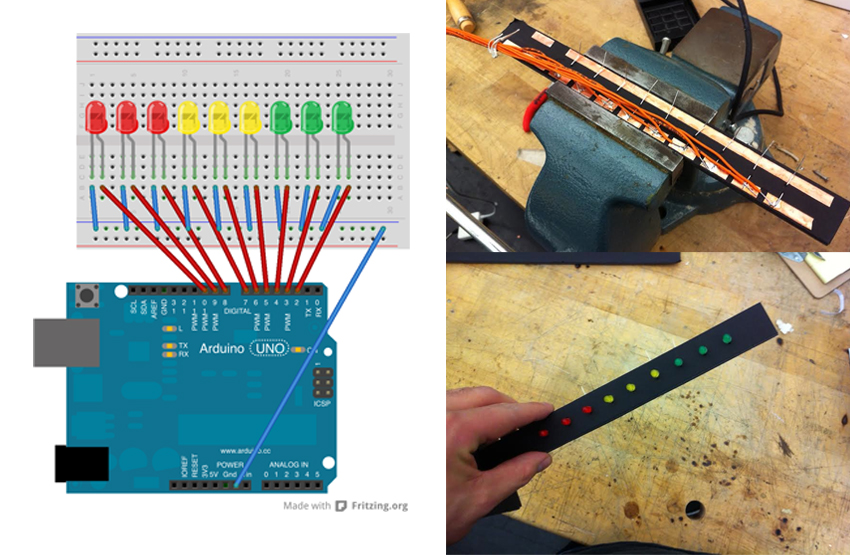 SCL
SDA
AREF
GND
13
12
11
10
9
8
7
6
5
4
3
2
1
0
PWM
PWM
PWM
DIGITAL
PWM
PWM
PWM
TX
RX
L
TX
RX
Arduino UNO
ICSP
1
www.arduino.cc
POWER
ANALOG IN
IOREF
RESET
3V3
5V
Gnd
0 1 2 3 4 5
Made with Fritzing.org